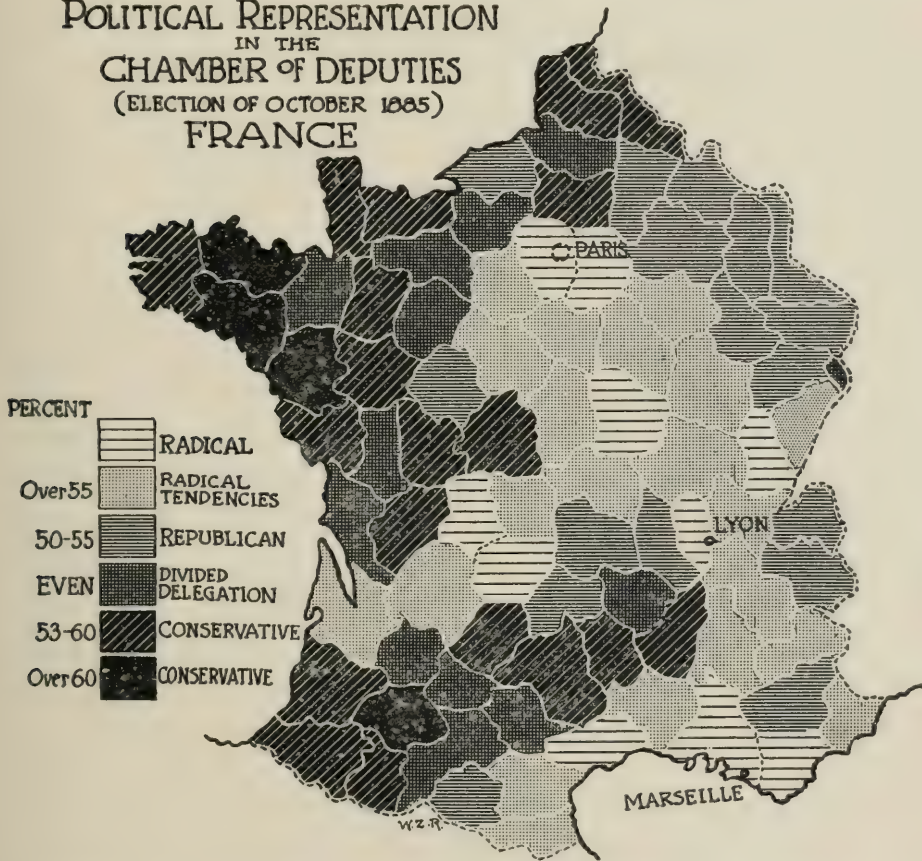 POLITICAL REPRESENTATION
IN THE
CHAMBER OF DEPUTIES
(ELECTION OF OCTOBER 1885)
FRANCE
PARIS
PERCENT
RADICAL
Over 55 RADICAL
TENDENCIES
50-55 REPUBLICAN
EVEN DIVIDED
DELEGATION
53-60 CONSERVATIVE
Over 60 CONSERVATIVE
LYON
MARSEILLE
W.Z.R.